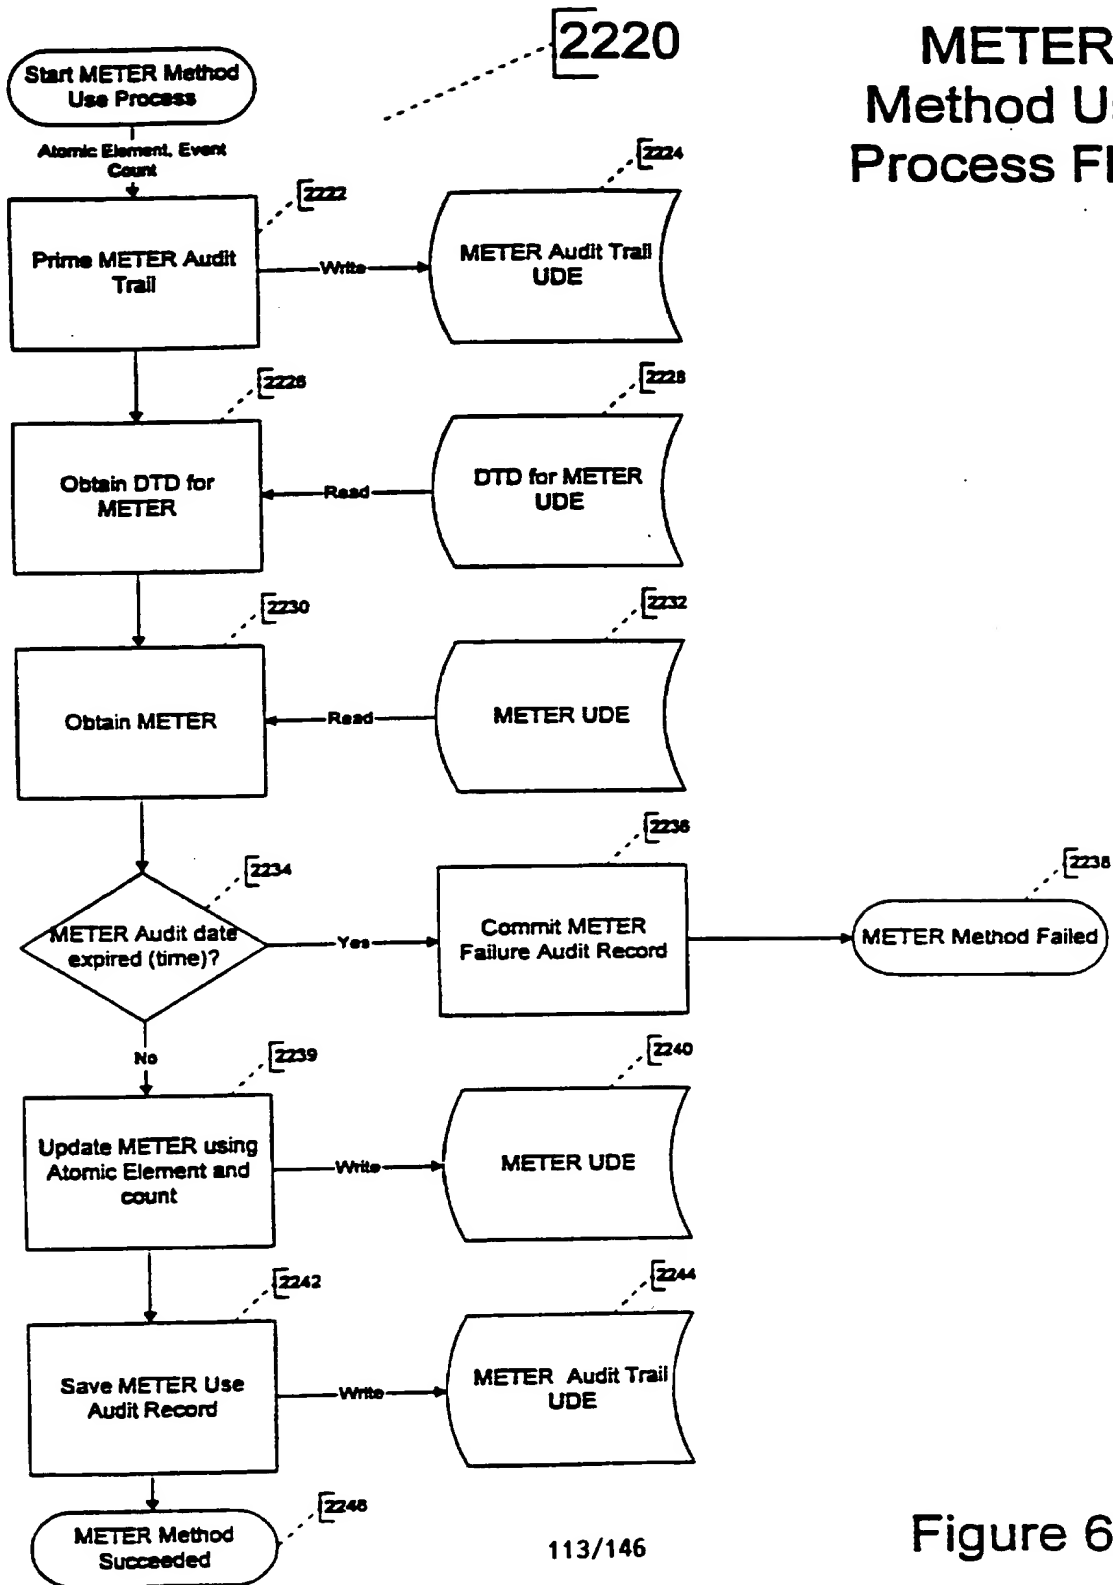 2220
METER
Method Us
Process Fl
Start METER Method
Use Process
Atomic Element, Event
Count
2222
Prime METER Audit
Trail
Write
2224
METER Audit Trail
UDE
2226
Obtain DTD for
METER
Read
2228
DTD for METER
UDE
2230
Obtain METER
Read
2232
METER UDE
2234
METER Audit date
expired (time)?
Yes
2236
Commit METER
Failure Audit Record
2238
METER Method Failed
No
2239
Update METER using
Atomic Element and
count
Write
2240
METER UDE
2242
Save METER Use
Audit Record
Write
2244
METER Audit Trail
UDE
2246
METER Method
Succeeded
113/146
Figure 6